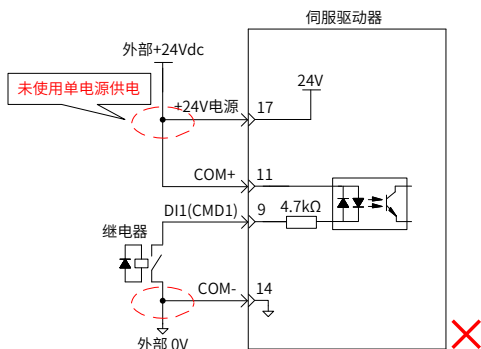 伺服驱动器
外部+24Vdc
未使用单电源供电
24V
+24V电源
17
COM+
11
DI1(CMD1)
9
4.7kΩ
继电器
COM-
14
外部 0V